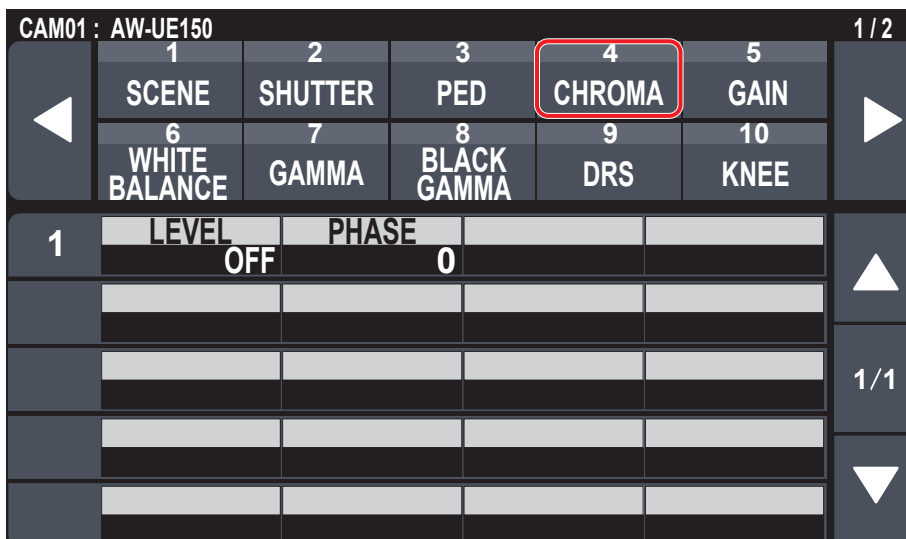 CAM01 : AW-UE150 1 / 2
1 2 3 4 5
SCENE SHUTTER PED CHROMA GAIN
6 7 8 9 10
WHITE BALANCE GAMMA BLACK GAMMA DRS KNEE
1 LEVEL PHASE
OFF 0
1/1